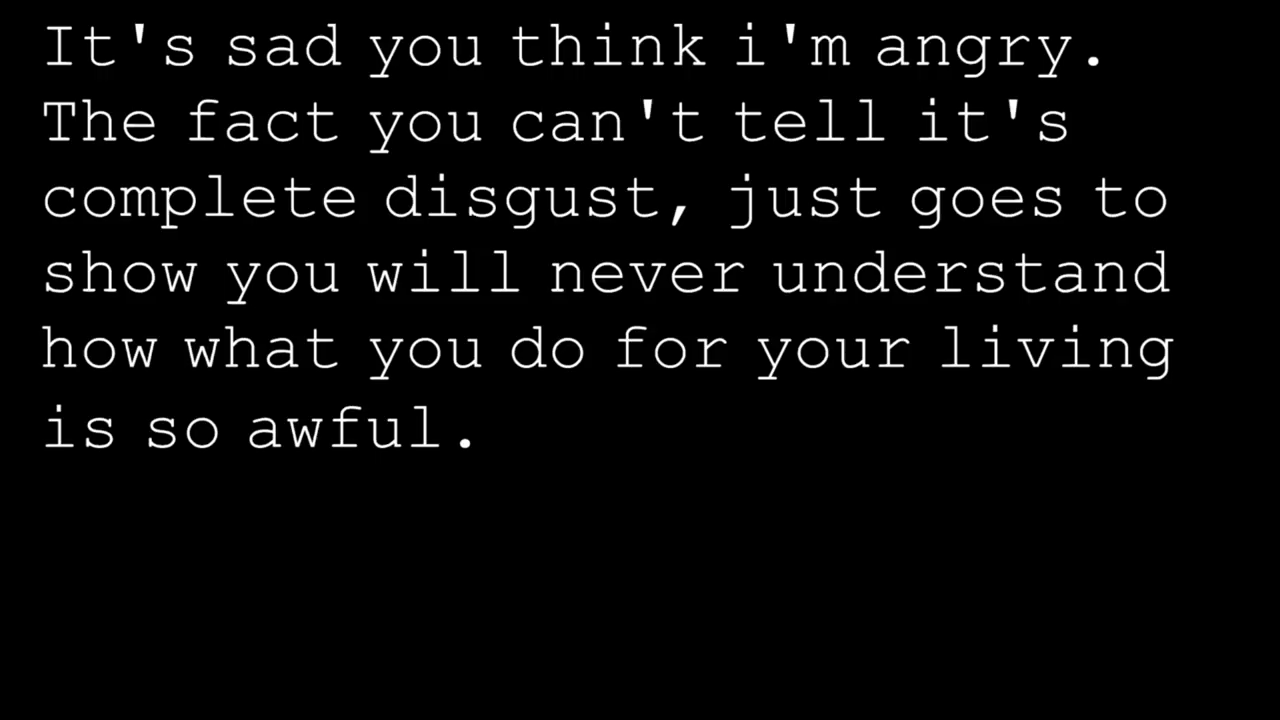 It's sad you think i'm angry.
The fact you can't tell it's
complete disgust, just goes to
show you will never understand
how what you do for your living
is so awful.